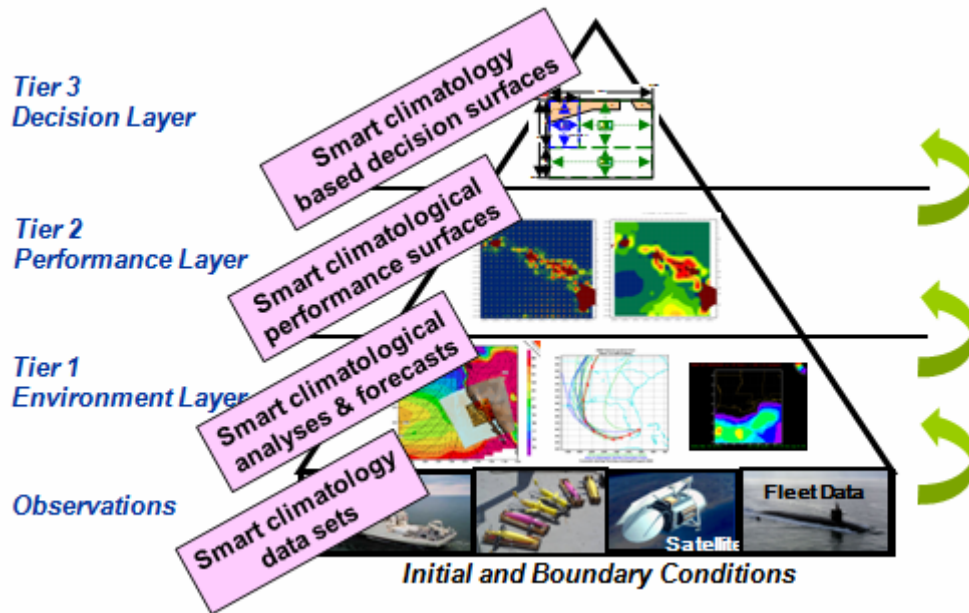 Tier 3
Decision Layer
Smart climatology
based decision surfaces
Tier 2
Performance Layer
Smart climatological
performance surfaces
Tier 1
Environment Layer
Smart climatological
analyses & forecasts
Observations
Smart climatology
data sets
Satellite
Fleet Data
Initial and Boundary Conditions